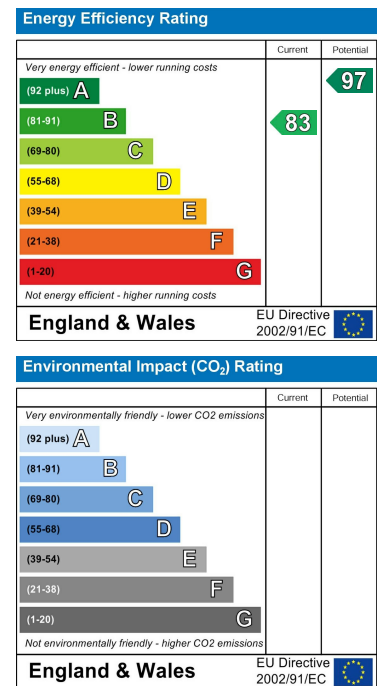 Energy Efficiency Rating
Current Potential
Very energy efficient - lower running costs
(92 plus) A
97
(81-91) B
83
(69-80) C
(55-68) D
(39-54) E
(21-38) F
(1-20) G
Not energy efficient - higher running costs
England & Wales
EU Directive
2002/91/EC
Environmental Impact (CO₂) Rating
Current Potential
Very environmentally friendly - lower CO2 emissions
(92 plus) A
(81-91) B
(69-80) C
(55-68) D
(39-54) E
(21-38) F
(1-20) G
Not environmentally friendly - higher CO2 emissions
England & Wales
EU Directive
2002/91/EC